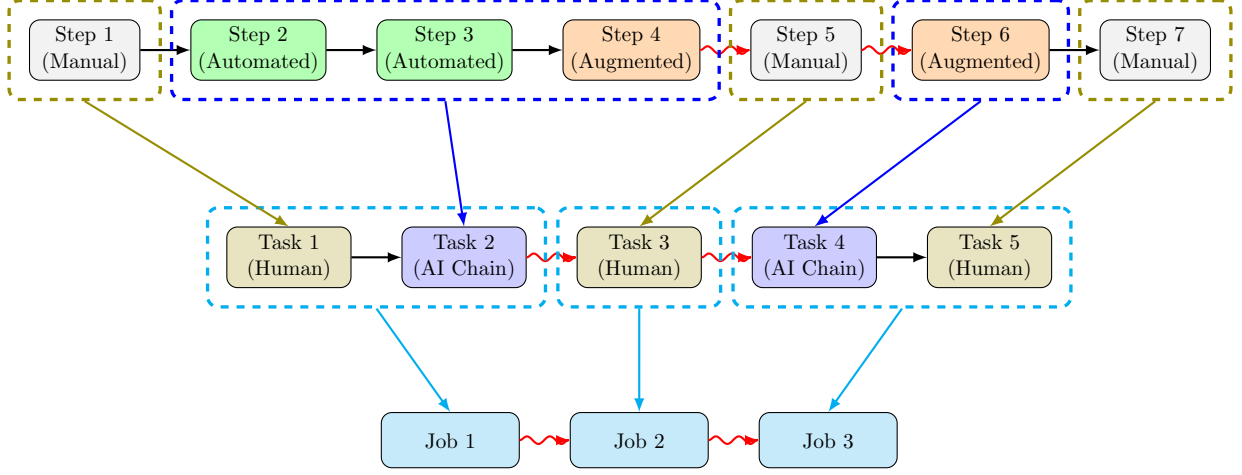 Step 1
(Manual)
Step 2
(Automated)
Step 3
(Automated)
Step 4
(Augmented)
Step 5
(Manual)
Step 6
(Augmented)
Step 7
(Manual)
Task 1
(Human)
Task 2
(AI Chain)
Task 3
(Human)
Task 4
(AI Chain)
Task 5
(Human)
Job 1
Job 2
Job 3